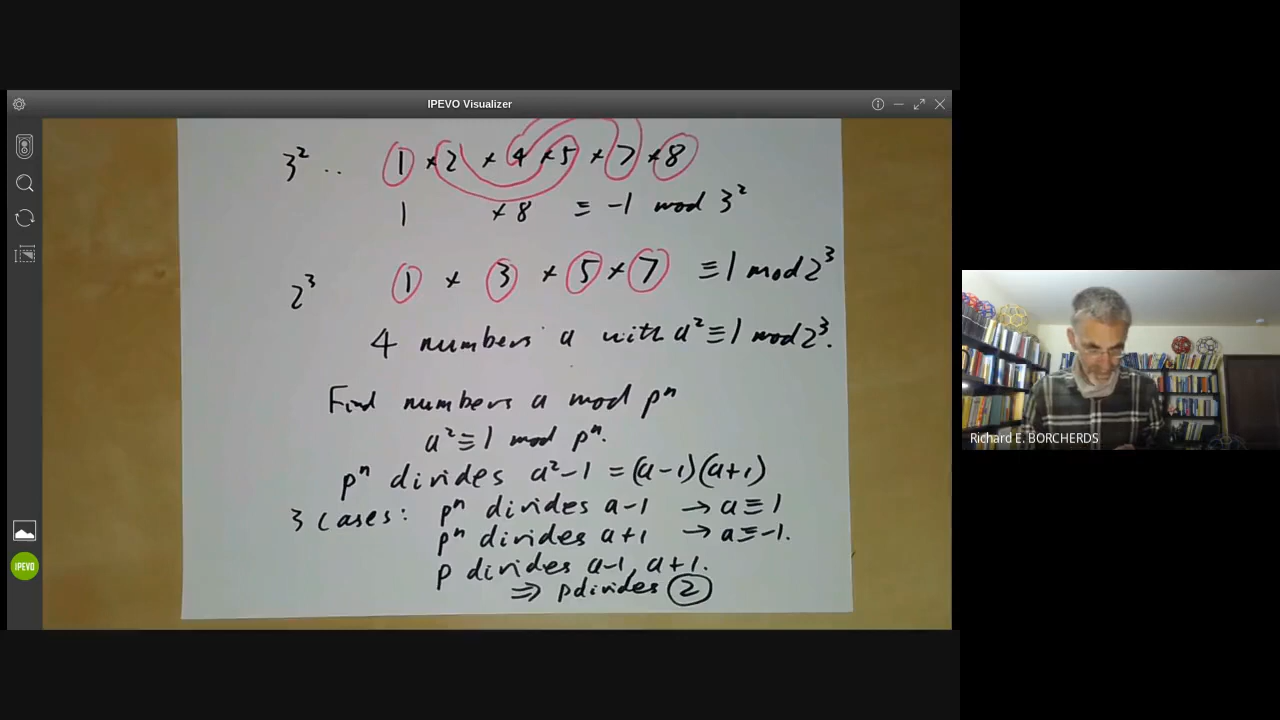 IPEVO Visualizer
3² .. 1 × 2 × 4 × 5 × 7 × 8
1 × 8 ≡ -1 mod 3²
2³ 1 × 3 × 5 × 7 ≡ 1 mod 2³
4 numbers a with a² ≡ 1 mod 2³.
Find numbers a mod pⁿ
a² ≡ 1 mod pⁿ.
pⁿ divides a²-1 = (a-1)(a+1)
3 cases: pⁿ divides a-1 → a ≡ 1
pⁿ divides a+1 → a ≡ -1.
p divides a-1, a+1.
⇒ p divides 2
IPEVO
Richard E. BORCHERDS